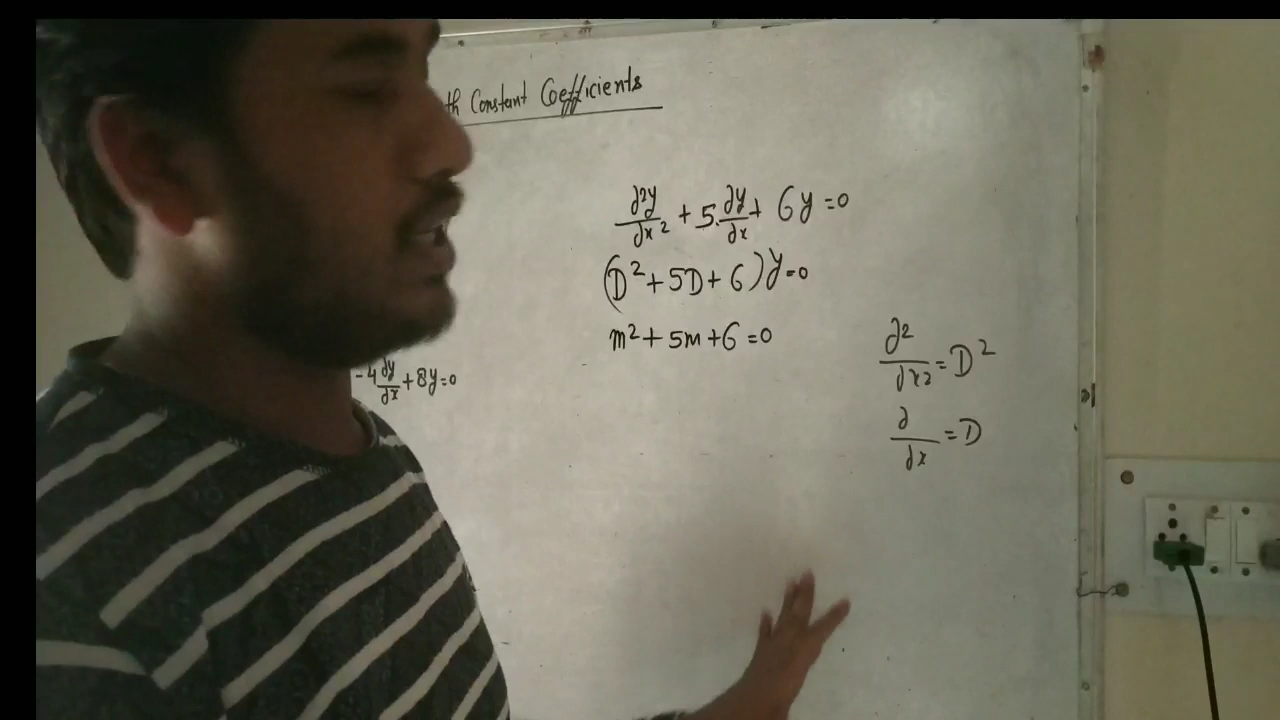 th Constant Coefficients
∂²y/∂x² + 5.∂y/∂x + 6y=0
(D²+5D+6)y=0
m²+5m+6=0
∂²/∂x²=D²
-4∂y/∂x+8y=0
∂/∂x=D